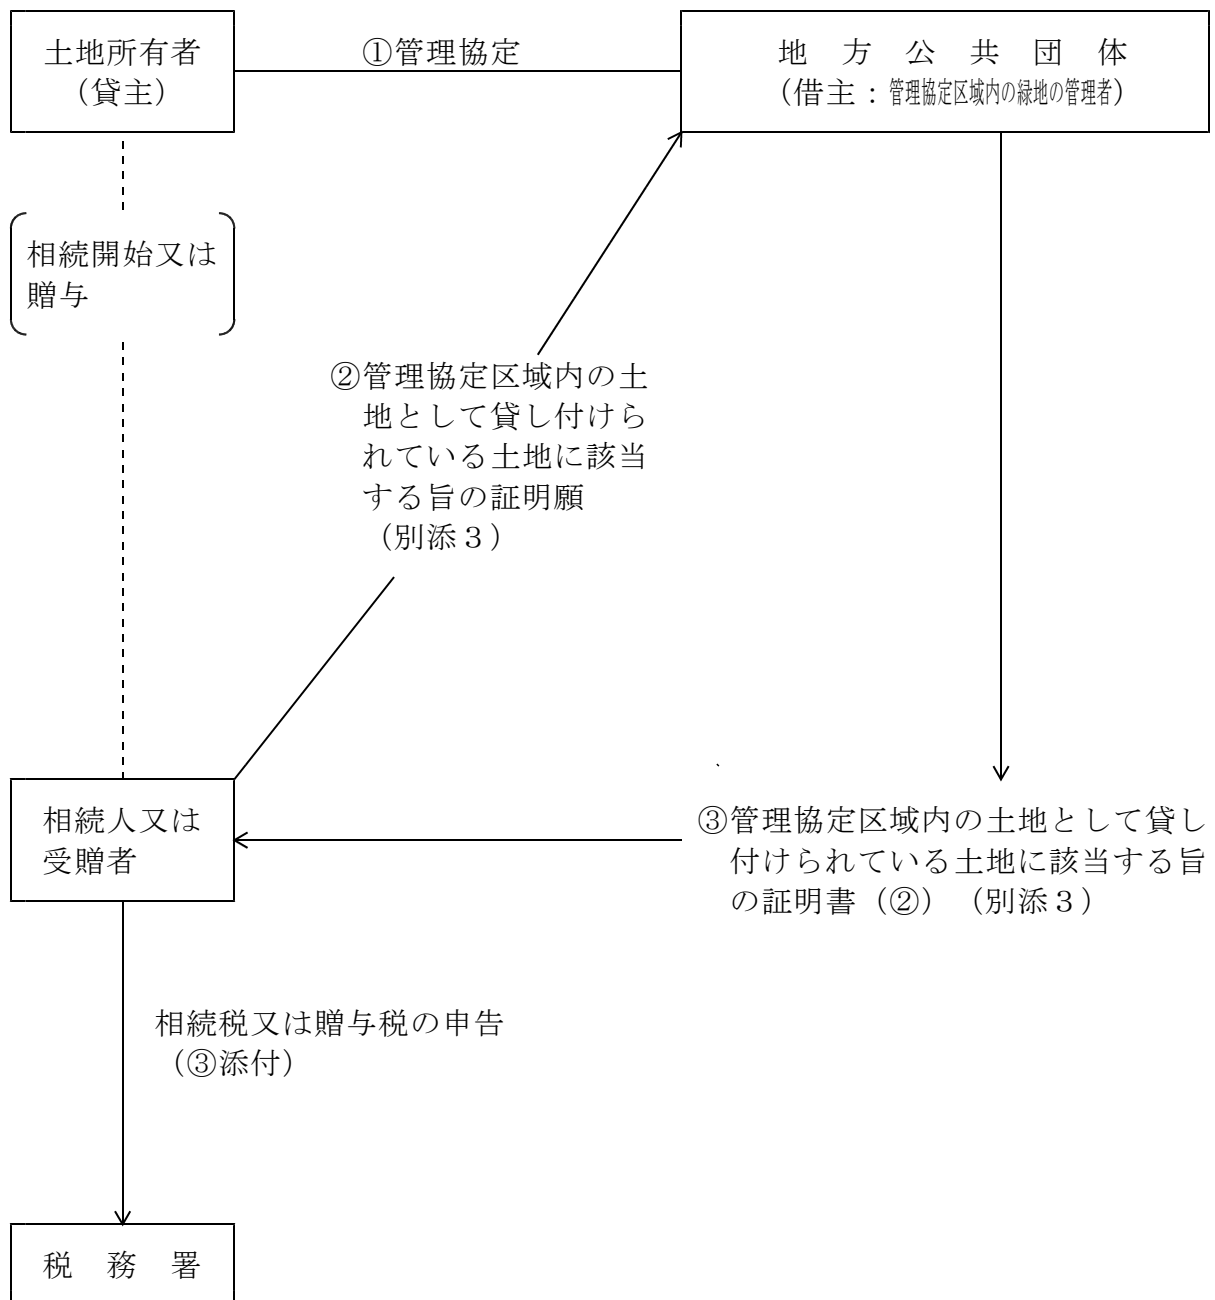 土地所有者
（貸主）
①管理協定
地 方 公 共 団 体
（借主：管理協定区域内の緑地の管理者）
相続開始又は
贈与
②管理協定区域内の土
地として貸し付けら
れている土地に該当
する旨の証明願
（別添３）
相続人又は
受贈者
③管理協定区域内の土地として貸し
付けられている土地に該当する旨
の証明書（②）（別添３）
相続税又は贈与税の申告
（③添付）
税 務 署